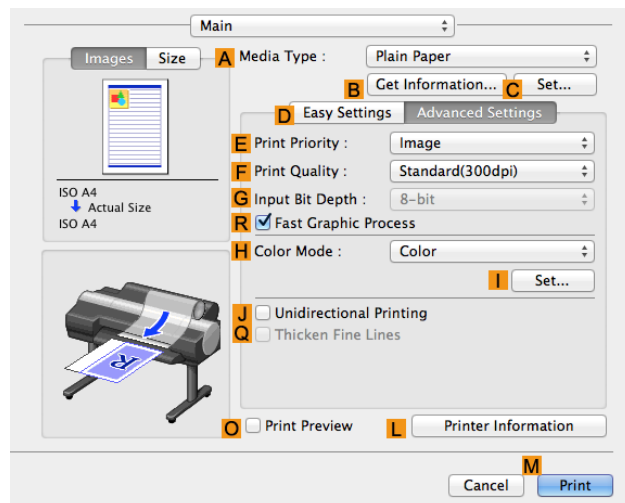 Main
Images Size
A Media Type : Plain Paper
B Get Information... C Set...
D Easy Settings Advanced Settings
E Print Priority : Image
F Print Quality : Standard(300dpi)
G Input Bit Depth : 8-bit
R Fast Graphic Process
H Color Mode : Color
I Set...
J Unidirectional Printing
Q Thicken Fine Lines
ISO A4
Actual Size
ISO A4
R
O Print Preview L Printer Information
M
Cancel Print